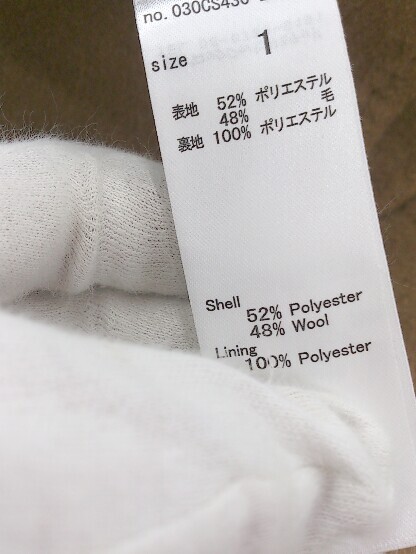 no. 030CS430
size 1
表地 52% ポリエステル
48% 毛
裏地 100% ポリエステル
Shell
52% Polyester
48% Wool
Lining
100% Polyester